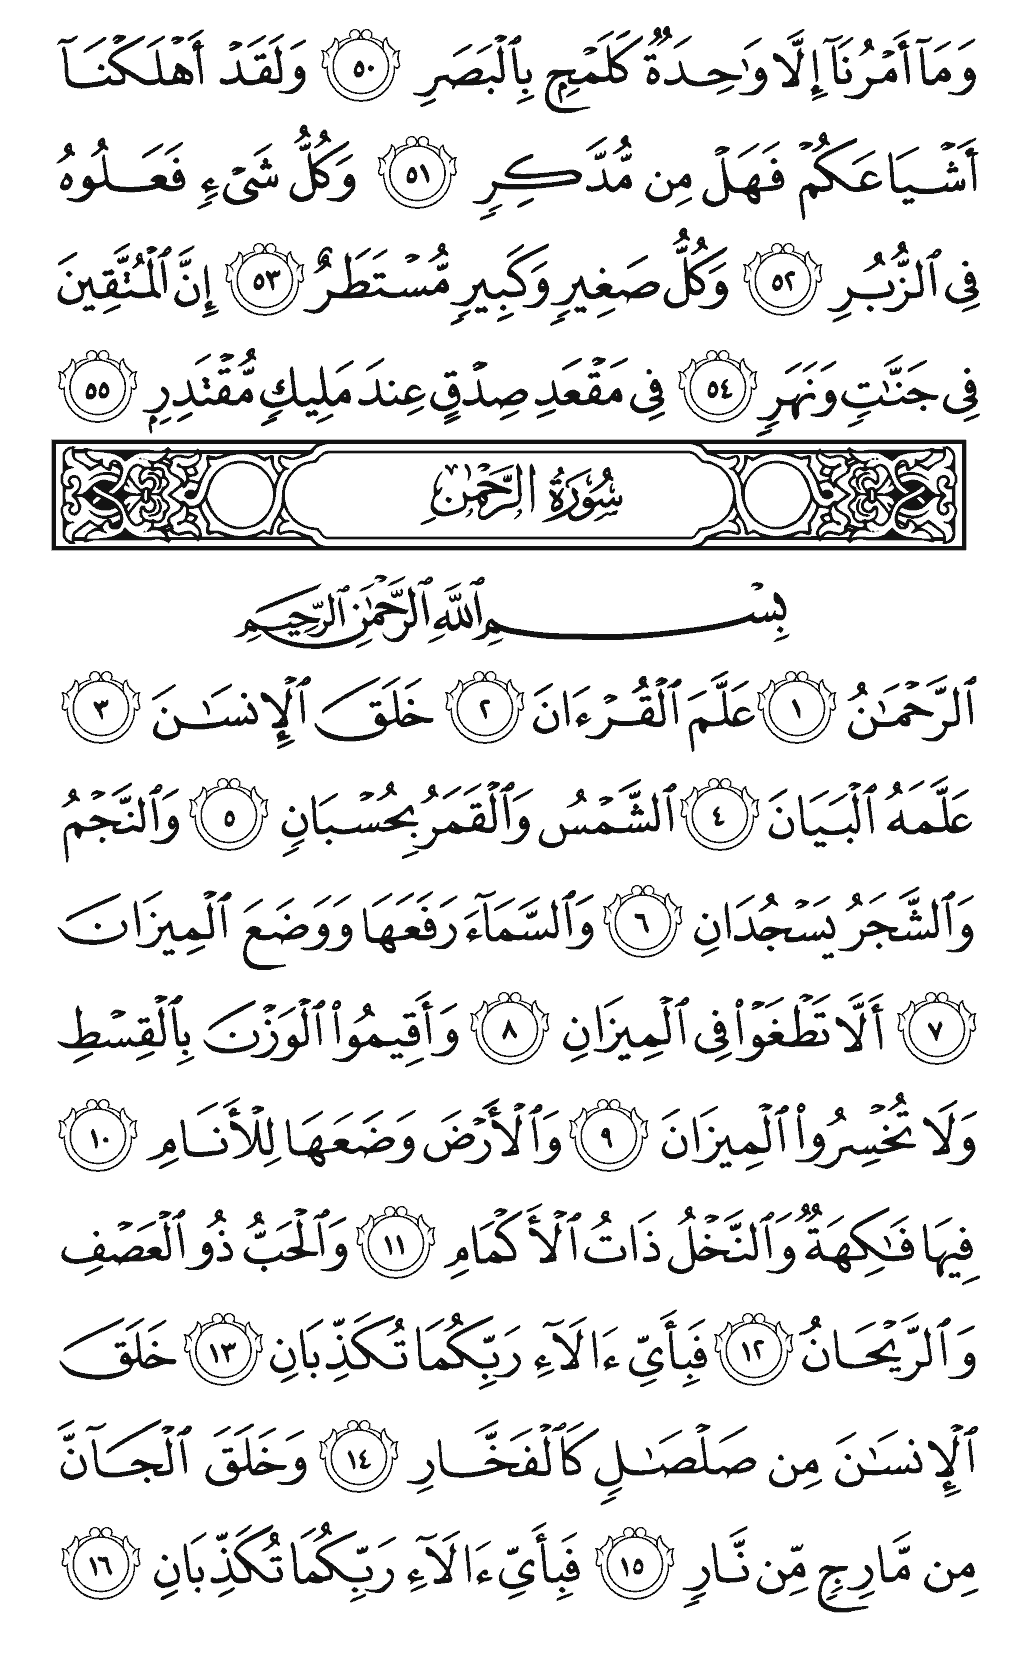 وَمَآ أَمْرُنَآ إِلَّا وَٰحِدَةٌ كَلَمْحٍۭ بِٱلْبَصَرِ ٥٠ وَلَقَدْ أَهْلَكْنَآ
أَشْيَاعَكُمْ فَهَلْ مِن مُّدَّكِرٍ ٥١ وَكُلُّ شَىْءٍ فَعَلُوهُ
فِى ٱلزُّبُرِ ٥٢ وَكُلُّ صَغِيرٍ وَكَبِيرٍ مُّسْتَطَرٌ ٥٣ إِنَّ ٱلْمُتَّقِينَ
فِى جَنَّٰتٍ وَنَهَرٍ ٥٤ فِى مَقْعَدِ صِدْقٍ عِندَ مَلِيكٍ مُّقْتَدِرٍۭ ٥٥
سُورَةُ الرَّحْمَٰن
بِسْمِ ٱللَّهِ ٱلرَّحْمَٰنِ ٱلرَّحِيمِ
ٱلرَّحْمَٰنُ ١ عَلَّمَ ٱلْقُرْءَانَ ٢ خَلَقَ ٱلْإِنسَٰنَ ٣
عَلَّمَهُ ٱلْبَيَانَ ٤ ٱلشَّمْسُ وَٱلْقَمَرُ بِحُسْبَانٍ ٥ وَٱلنَّجْمُ
وَٱلشَّجَرُ يَسْجُدَانِ ٦ وَٱلسَّمَآءَ رَفَعَهَا وَوَضَعَ ٱلْمِيزَانَ
٧ أَلَّا تَطْغَوْا۟ فِى ٱلْمِيزَانِ ٨ وَأَقِيمُوا۟ ٱلْوَزْنَ بِٱلْقِسْطِ
وَلَا تُخْسِرُوا۟ ٱلْمِيزَانَ ٩ وَٱلْأَرْضَ وَضَعَهَا لِلْأَنَامِ ١٠
فِيهَا فَٰكِهَةٌ وَٱلنَّخْلُ ذَاتُ ٱلْأَكْمَامِ ١١ وَٱلْحَبُّ ذُو ٱلْعَصْفِ
وَٱلرَّيْحَانُ ١٢ فَبِأَىِّ ءَالَآءِ رَبِّكُمَا تُكَذِّبَانِ ١٣ خَلَقَ
ٱلْإِنسَٰنَ مِن صَلْصَٰلٍ كَٱلْفَخَّارِ ١٤ وَخَلَقَ ٱلْجَآنَّ
مِن مَّارِجٍ مِّن نَّارٍ ١٥ فَبِأَىِّ ءَالَآءِ رَبِّكُمَا تُكَذِّبَانِ ١٦